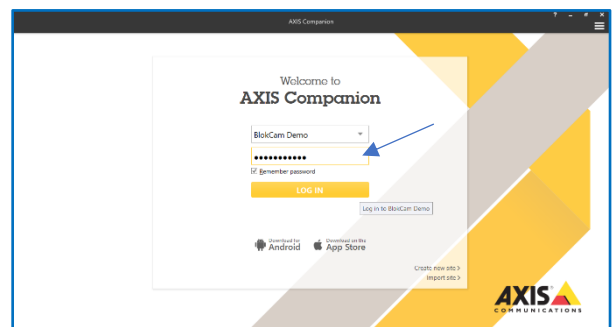 AXIS Companion
? – ×
Welcome to
AXIS Companion
BlokCam Demo
•••••••••••
Remember password
LOG IN
Log in to BlokCam Demo
Download for
Android
Download on the
App Store
Create new site >
Import site >
AXIS
COMMUNICATIONS